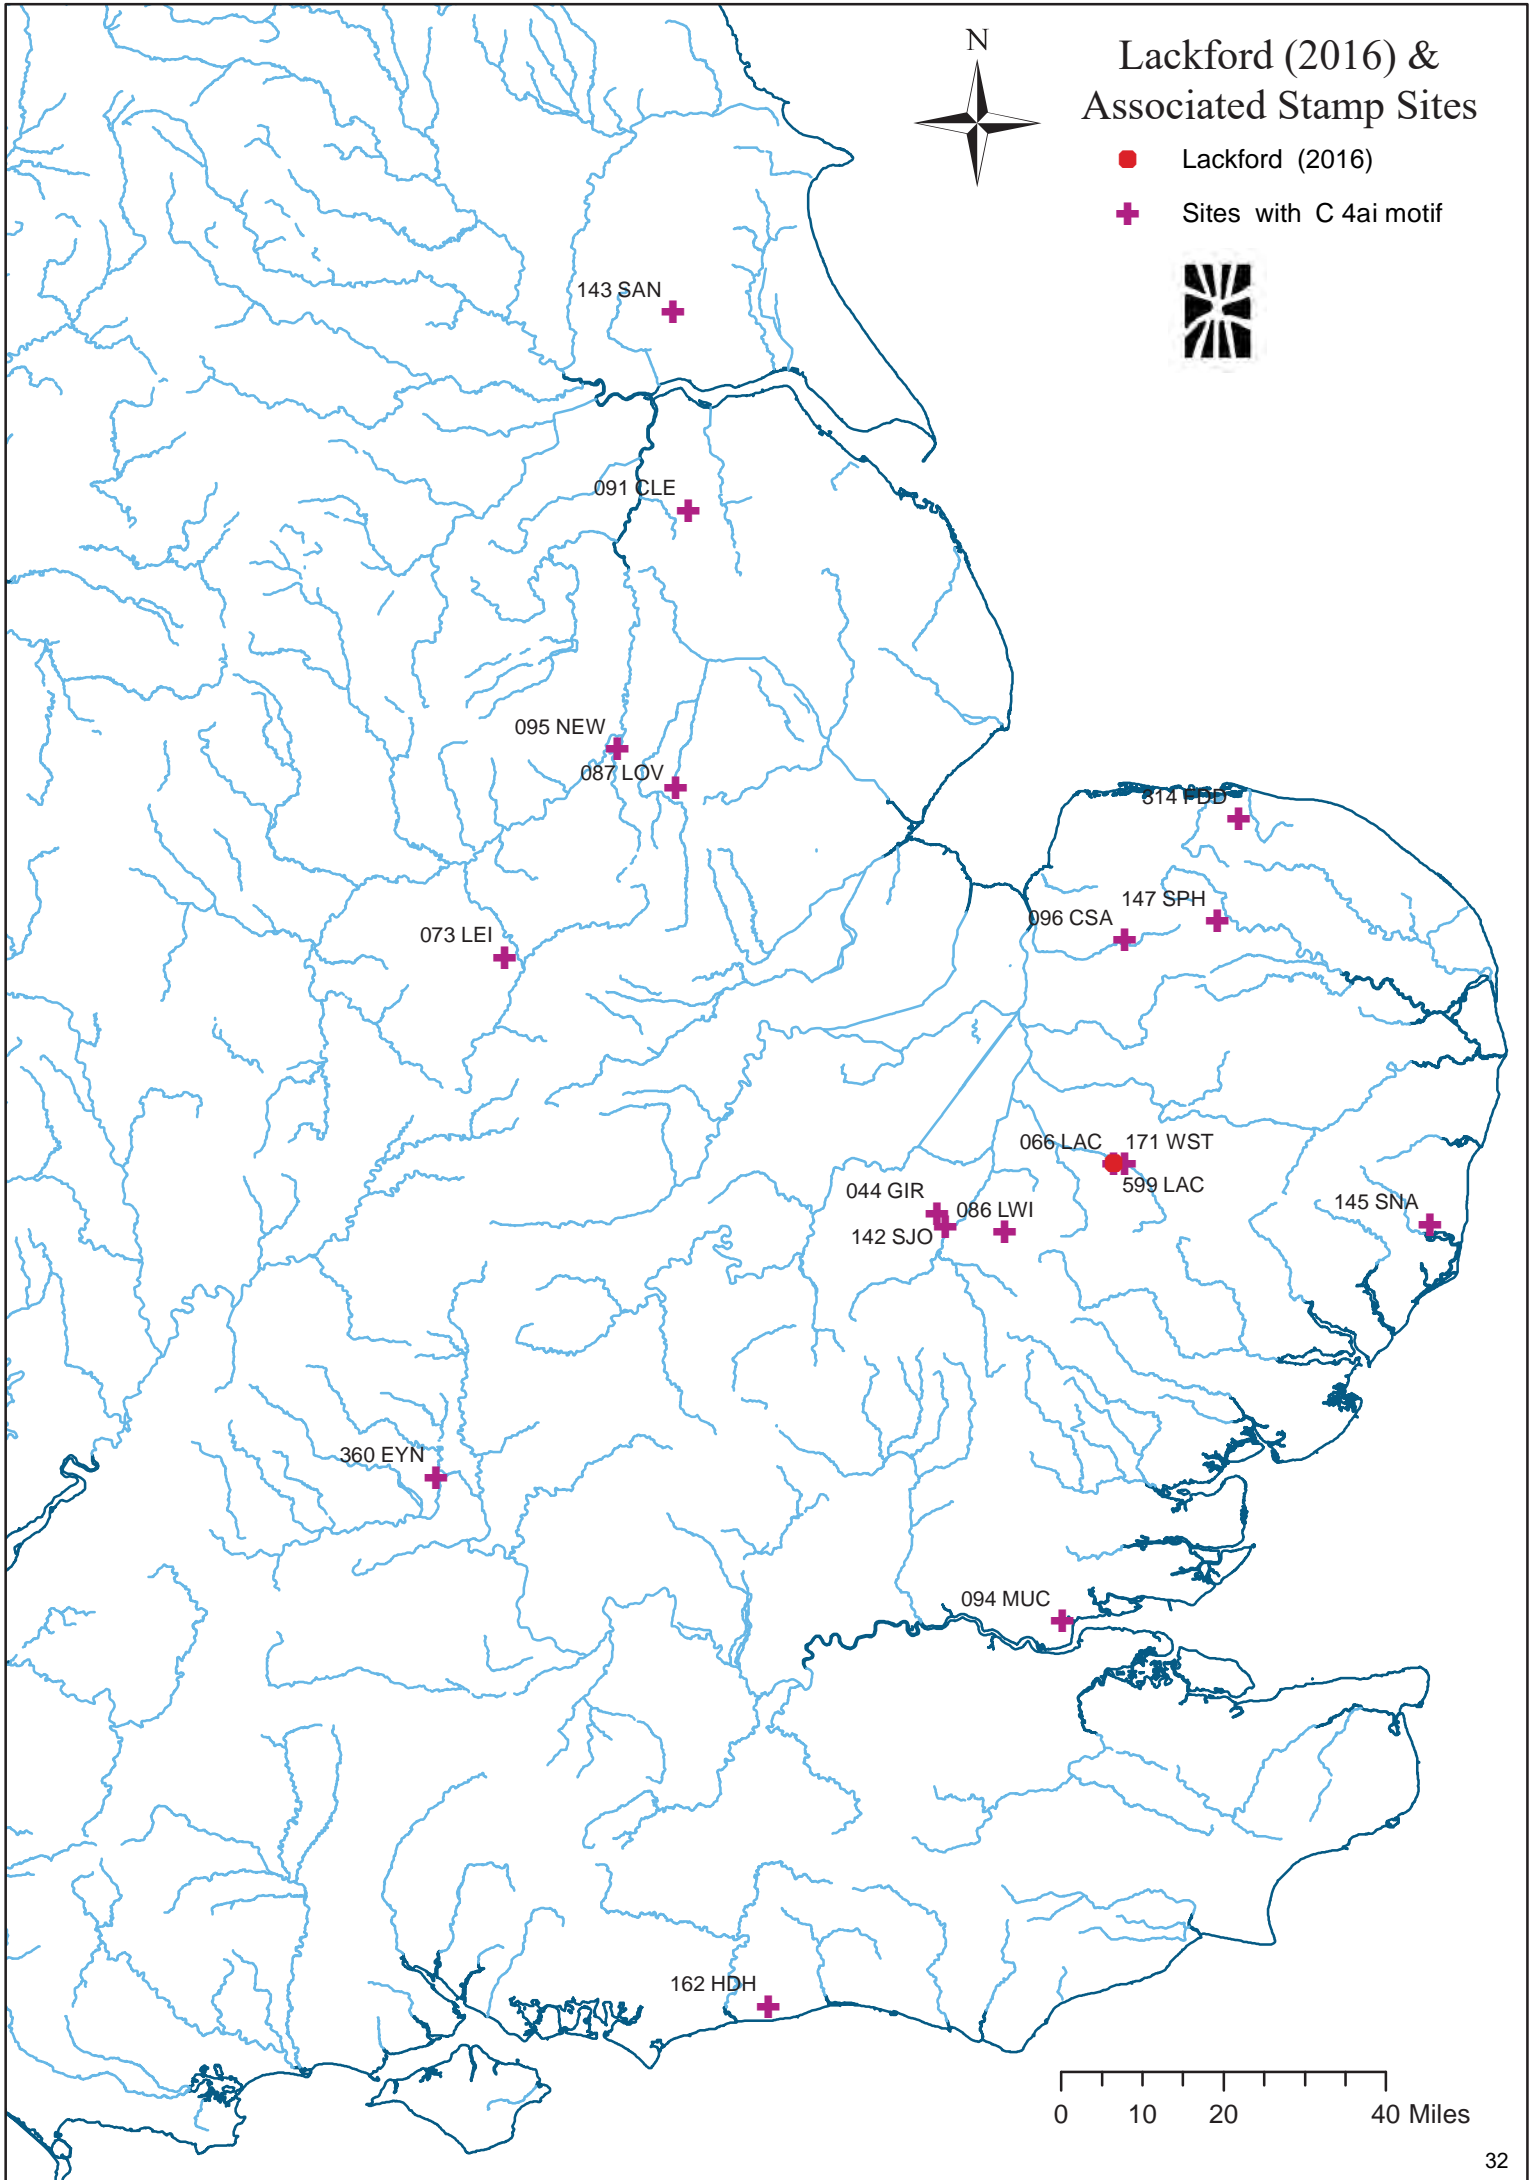 N
Lackford (2016) &
Associated Stamp Sites
Lackford (2016)
Sites with C 4ai motif
143 SAN
091 CLE
095 NEW
087 LOV
314 FDD
147 SPH
096 CSA
073 LEI
066 LAC
171 WST
599 LAC
044 GIR
086 LWI
142 SJO
145 SNA
360 EYN
094 MUC
162 HDH
0 10 20 40 Miles
32